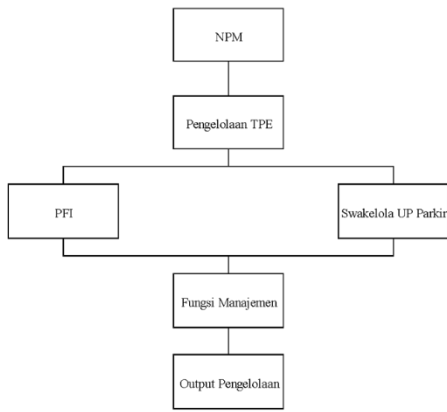 NPM
Pengelolaan TPE
PFI
Swakelola UP Parkir
Fungsi Manajemen
Output Pengelolaan